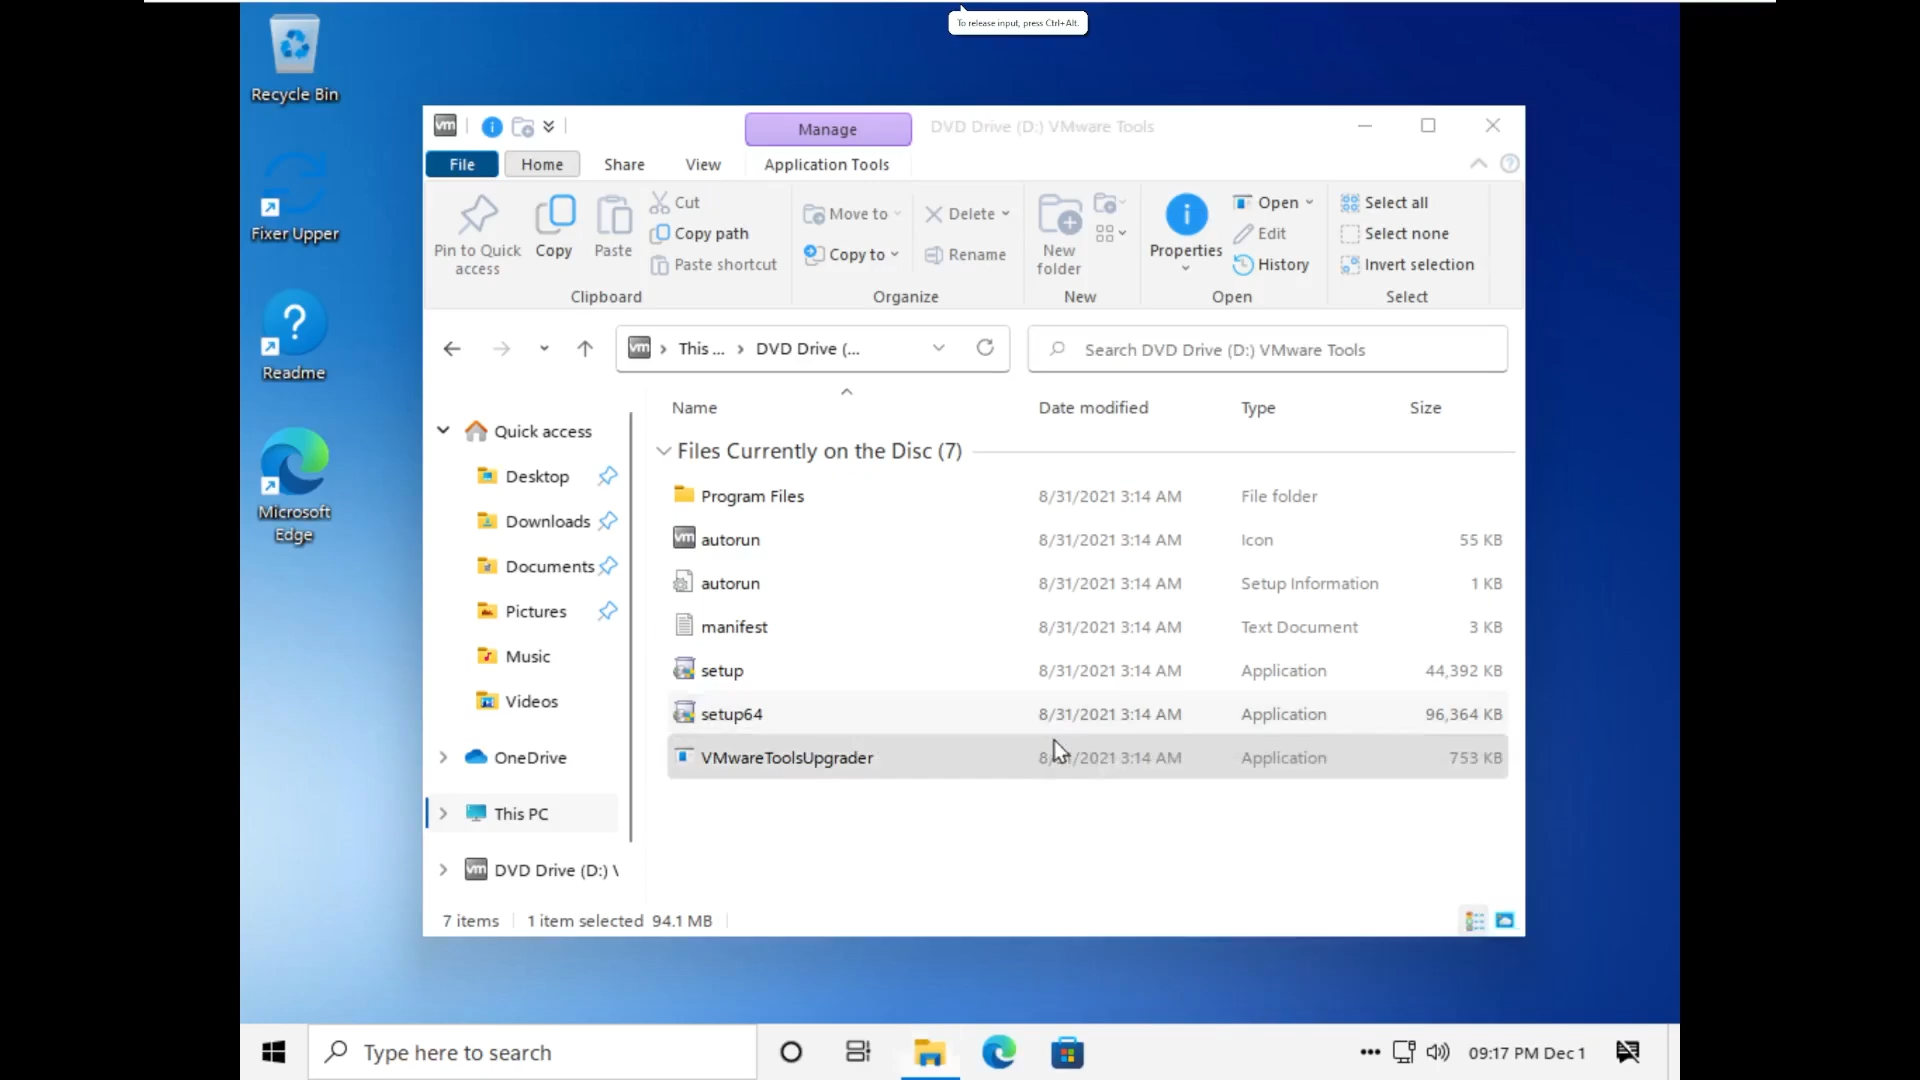 To release input, press Ctrl+Alt.
Recycle Bin
Fixer Upper
Readme
Microsoft
Edge
vm
Manage
DVD Drive (D:) VMware Tools
File
Home
Share
View
Application Tools
Pin to Quick
access
Copy
Paste
Cut
Copy path
Paste shortcut
Clipboard
Move to
Copy to
Delete
Rename
Organize
New
folder
New
Properties
Open
Edit
History
Open
Select all
Select none
Invert selection
Select
vm
This ...
DVD Drive (...
Search DVD Drive (D:) VMware Tools
Name
Date modified
Type
Size
Quick access
Desktop
Downloads
Documents
Pictures
Music
Videos
OneDrive
This PC
vm DVD Drive (D:) \
Files Currently on the Disc (7)
Program Files 8/31/2021 3:14 AM File folder
vm autorun 8/31/2021 3:14 AM Icon 55 KB
autorun 8/31/2021 3:14 AM Setup Information 1 KB
manifest 8/31/2021 3:14 AM Text Document 3 KB
setup 8/31/2021 3:14 AM Application 44,392 KB
setup64 8/31/2021 3:14 AM Application 96,364 KB
VMwareToolsUpgrader 3:14 AM Application 753 KB
7 items
1 item selected 94.1 MB
Type here to search
09:17 PM Dec 1